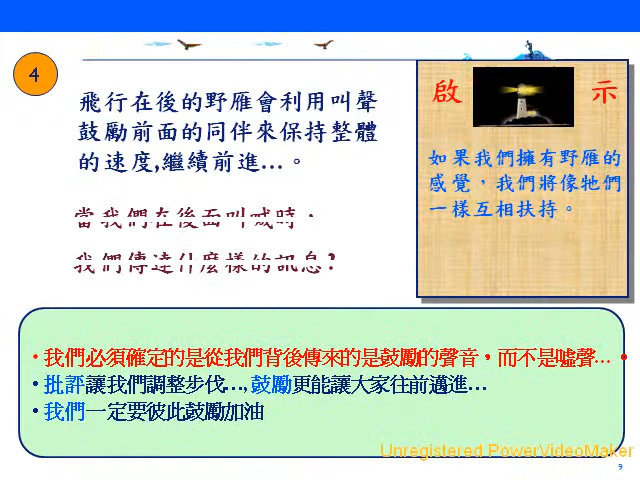 4
飛行在後的野雁會利用叫聲
鼓勵前面的同伴來保持整體
的速度,繼續前進…。
當我們在後面叫喊時，
我們傳達什麼樣的訊息?
啟 示
如果我們擁有野雁的
感覺，我們將像牠們
一樣互相扶持。
•我們必須確定的是從我們背後傳來的是鼓勵的聲音，而不是噓聲…•
•批評讓我們調整步伐…,鼓勵更能讓大家往前邁進…
•我們一定要彼此鼓勵加油
Unregistered PowerVideoMaker
9